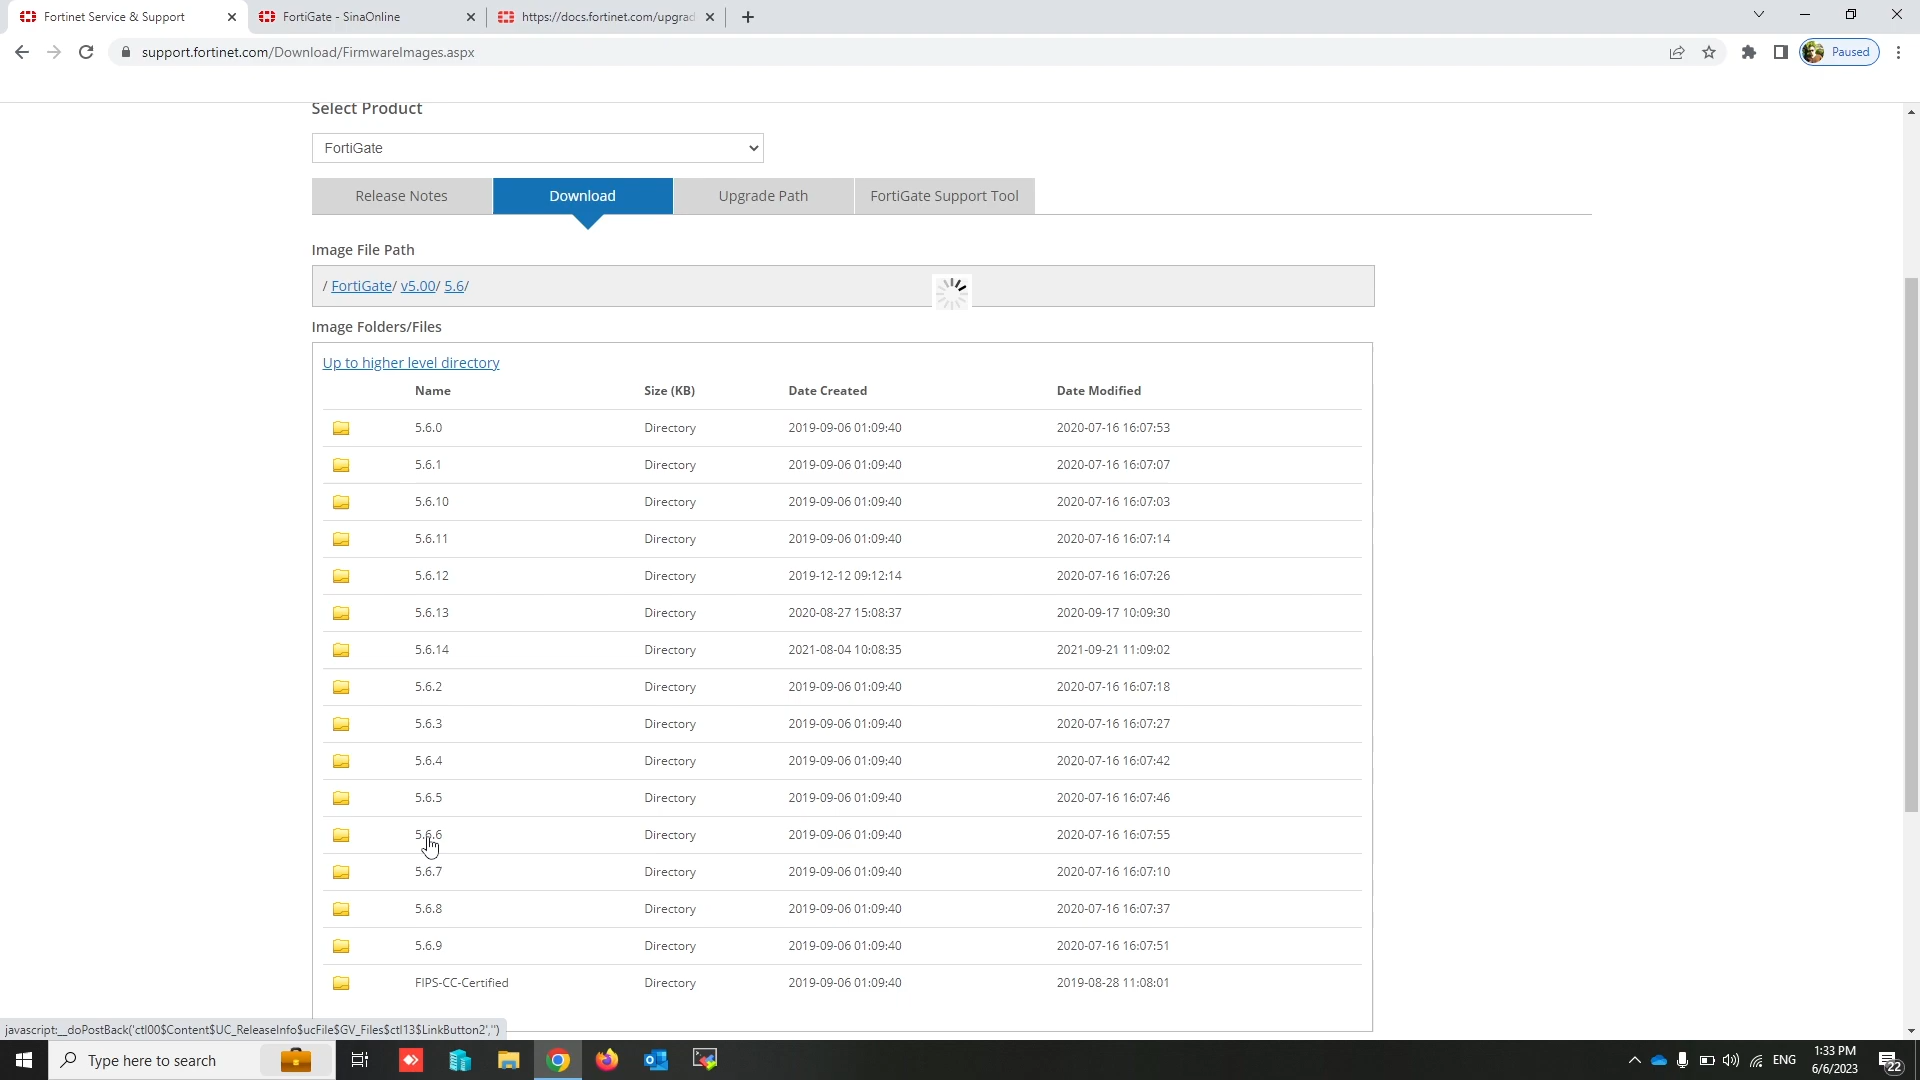 Fortinet Service & Support
FortiGate - SinaOnline
https://docs.fortinet.com/upgrad
support.fortinet.com/Download/FirmwareImages.aspx
Paused
Select Product
FortiGate
Release Notes Download Upgrade Path FortiGate Support Tool
Image File Path
/ FortiGate/ v5.00/ 5.6/
Image Folders/Files
Up to higher level directory
Name Size (KB) Date Created Date Modified
5.6.0 Directory 2019-09-06 01:09:40 2020-07-16 16:07:53
5.6.1 Directory 2019-09-06 01:09:40 2020-07-16 16:07:07
5.6.10 Directory 2019-09-06 01:09:40 2020-07-16 16:07:03
5.6.11 Directory 2019-09-06 01:09:40 2020-07-16 16:07:14
5.6.12 Directory 2019-12-12 09:12:14 2020-07-16 16:07:26
5.6.13 Directory 2020-08-27 15:08:37 2020-09-17 10:09:30
5.6.14 Directory 2021-08-04 10:08:35 2021-09-21 11:09:02
5.6.2 Directory 2019-09-06 01:09:40 2020-07-16 16:07:18
5.6.3 Directory 2019-09-06 01:09:40 2020-07-16 16:07:27
5.6.4 Directory 2019-09-06 01:09:40 2020-07-16 16:07:42
5.6.5 Directory 2019-09-06 01:09:40 2020-07-16 16:07:46
5.6.6 Directory 2019-09-06 01:09:40 2020-07-16 16:07:55
5.6.7 Directory 2019-09-06 01:09:40 2020-07-16 16:07:10
5.6.8 Directory 2019-09-06 01:09:40 2020-07-16 16:07:37
5.6.9 Directory 2019-09-06 01:09:40 2020-07-16 16:07:51
FIPS-CC-Certified Directory 2019-09-06 01:09:40 2019-08-28 11:08:01
javascript:__doPostBack('ctl00$Content$UC_ReleaseInfo$ucFile$GV_Files$ctl13$LinkButton2','')
Type here to search
ENG
1:33 PM
6/6/2023
22